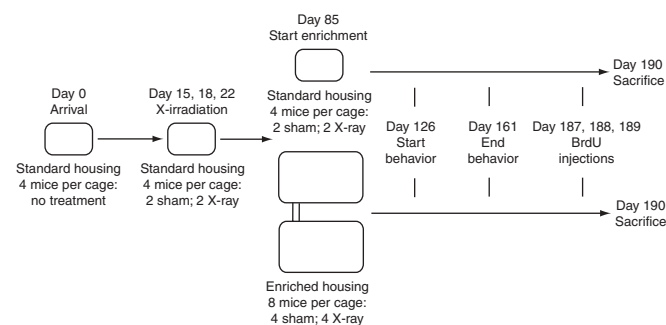 Day 85
Start enrichment
Day 190
Sacrifice
Day 0
Arrival
Day 15, 18, 22
X-irradiation
Standard housing
4 mice per cage:
2 sham; 2 X-ray
Standard housing
4 mice per cage:
no treatment
Standard housing
4 mice per cage:
2 sham; 2 X-ray
Day 126
Start
behavior
Day 161
End
behavior
Day 187, 188, 189
BrdU
injections
Day 190
Sacrifice
Enriched housing
8 mice per cage:
4 sham; 4 X-ray